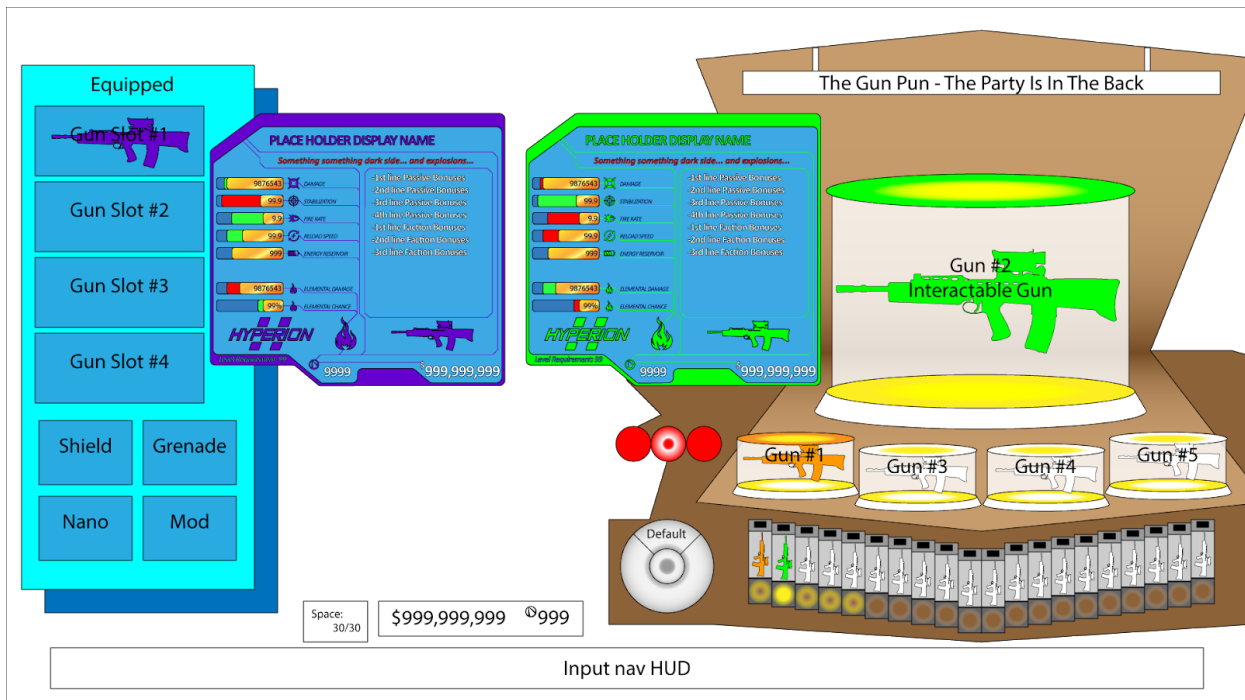 Equipped
Gun Slot #1
Gun Slot #2
Gun Slot #3
Gun Slot #4
Shield
Grenade
Nano
Mod
PLACE HOLDER DISPLAY NAME
Something something dark side... and explosions...
9876543 DAMAGE
99.9 STABILIZATION
9.9 FIRE RATE
99.9 RELOAD SPEED
999 ENERGY RESERVOIR
9876543 ELEMENTAL DAMAGE
99% ELEMENTAL CHANCE
-1st line Passive Bonuses
-2nd line Passive Bonuses
-3rd line Passive Bonuses
-4th line Passive Bonuses
-1st line Faction Bonuses
-2nd line Faction Bonuses
-3rd line Faction Bonuses
HYPERION
9999
$999,999,999
PLACE HOLDER DISPLAY NAME
Something something dark side... and explosions...
9876543 DAMAGE
99.9 STABILIZATION
9.9 FIRE RATE
99.9 RELOAD SPEED
999 ENERGY RESERVOIR
9876543 ELEMENTAL DAMAGE
99% ELEMENTAL CHANCE
-1st line Passive Bonuses
-2nd line Passive Bonuses
-3rd line Passive Bonuses
-4th line Passive Bonuses
-1st line Faction Bonuses
-2nd line Faction Bonuses
-3rd line Faction Bonuses
HYPERION
Level Requirement:
9999
$999,999,999
The Gun Pun - The Party Is In The Back
Gun #2
Interactable Gun
Gun #1
Gun #3
Gun #4
Gun #5
Default
Space:
30/30
$999,999,999 999
Input nav HUD